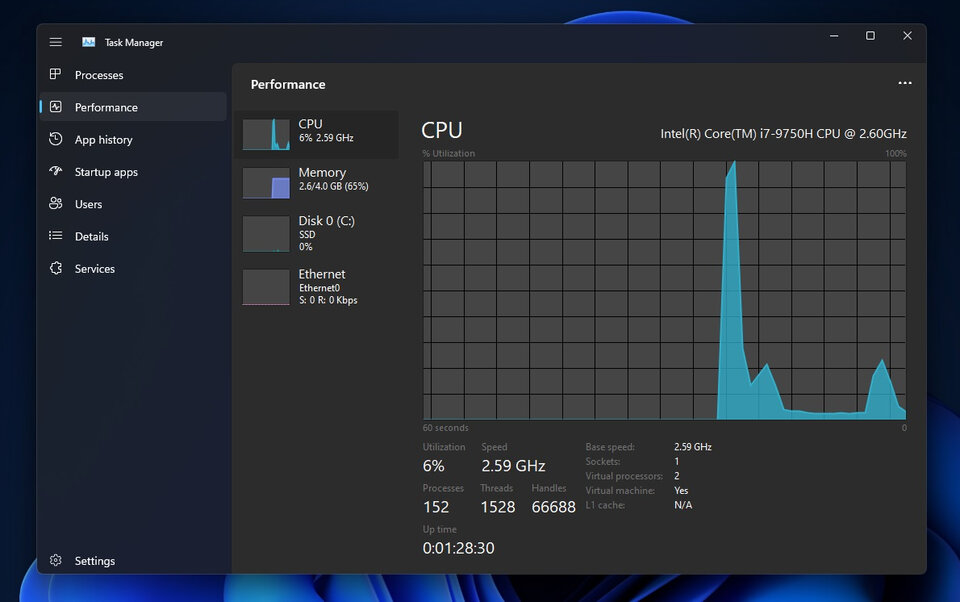 Task Manager
Processes
Performance
App history
Startup apps
Users
Details
Services
Settings
Performance
CPU
6% 2.59 GHz
Memory
2.6/4.0 GB (65%)
Disk 0 (C:)
SSD
0%
Ethernet
Ethernet0
S: 0 R: 0 Kbps
CPU Intel(R) Core(TM) i7-9750H CPU @ 2.60GHz
% Utilization 100%
60 seconds 0
Utilization Speed
6% 2.59 GHz
Processes Threads Handles
152 1528 66688
Up time
0:01:28:30
Base speed: 2.59 GHz
Sockets: 1
Virtual processors: 2
Virtual machine: Yes
L1 cache: N/A